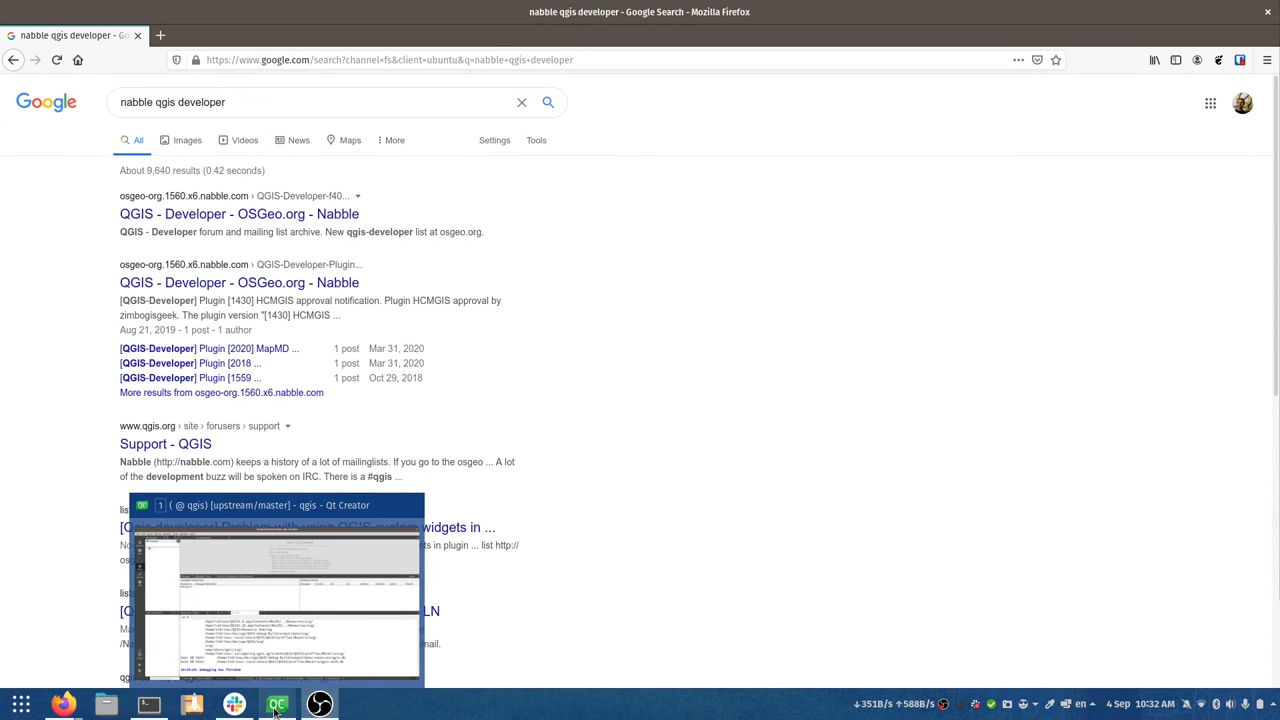 nabble qgis developer - Google Search - Mozilla Firefox
nabble qgis developer - Go
https://www.google.com/search?channel=fs&client=ubuntu&q=nabble+qgis+developer
Google
nabble qgis developer
All
Images
Videos
News
Maps
More
Settings
Tools
About 9,640 results (0.42 seconds)
osgeo-org.1560.x6.nabble.com › QGIS-Developer-f40...
QGIS - Developer - OSGeo.org - Nabble
QGIS - Developer forum and mailing list archive. New qgis-developer list at osgeo.org.
osgeo-org.1560.x6.nabble.com › QGIS-Developer-Plugin...
QGIS - Developer - OSGeo.org - Nabble
[QGIS-Developer] Plugin [1430] HCMGIS approval notification. Plugin HCMGIS approval by
zimbogisgeek. The plugin version "[1430] HCMGIS ...
Aug 21, 2019 - 1 post - 1 author
[QGIS-Developer] Plugin [2020] MapMD ... 1 post Mar 31, 2020
[QGIS-Developer] Plugin [2018 ... 1 post Mar 31, 2020
[QGIS-Developer] Plugin [1559 ... 1 post Oct 29, 2018
More results from osgeo-org.1560.x6.nabble.com
www.qgis.org › site › forusers › support
Support - QGIS
Nabble (http://nabble.com) keeps a history of a lot of mailinglists. If you go to the osgeo ... A lot
of the development buzz will be spoken on IRC. There is a #qgis ...
QC 1 ( @ qgis) [upstream/master] - qgis - Qt Creator
[Qgis-developer] Problem with using QGIS custom widgets in ...
ets in plugin ... list http://
LN
mail.
QC
↓351B/s ↑588B/s
en
4 Sep 10:32 AM